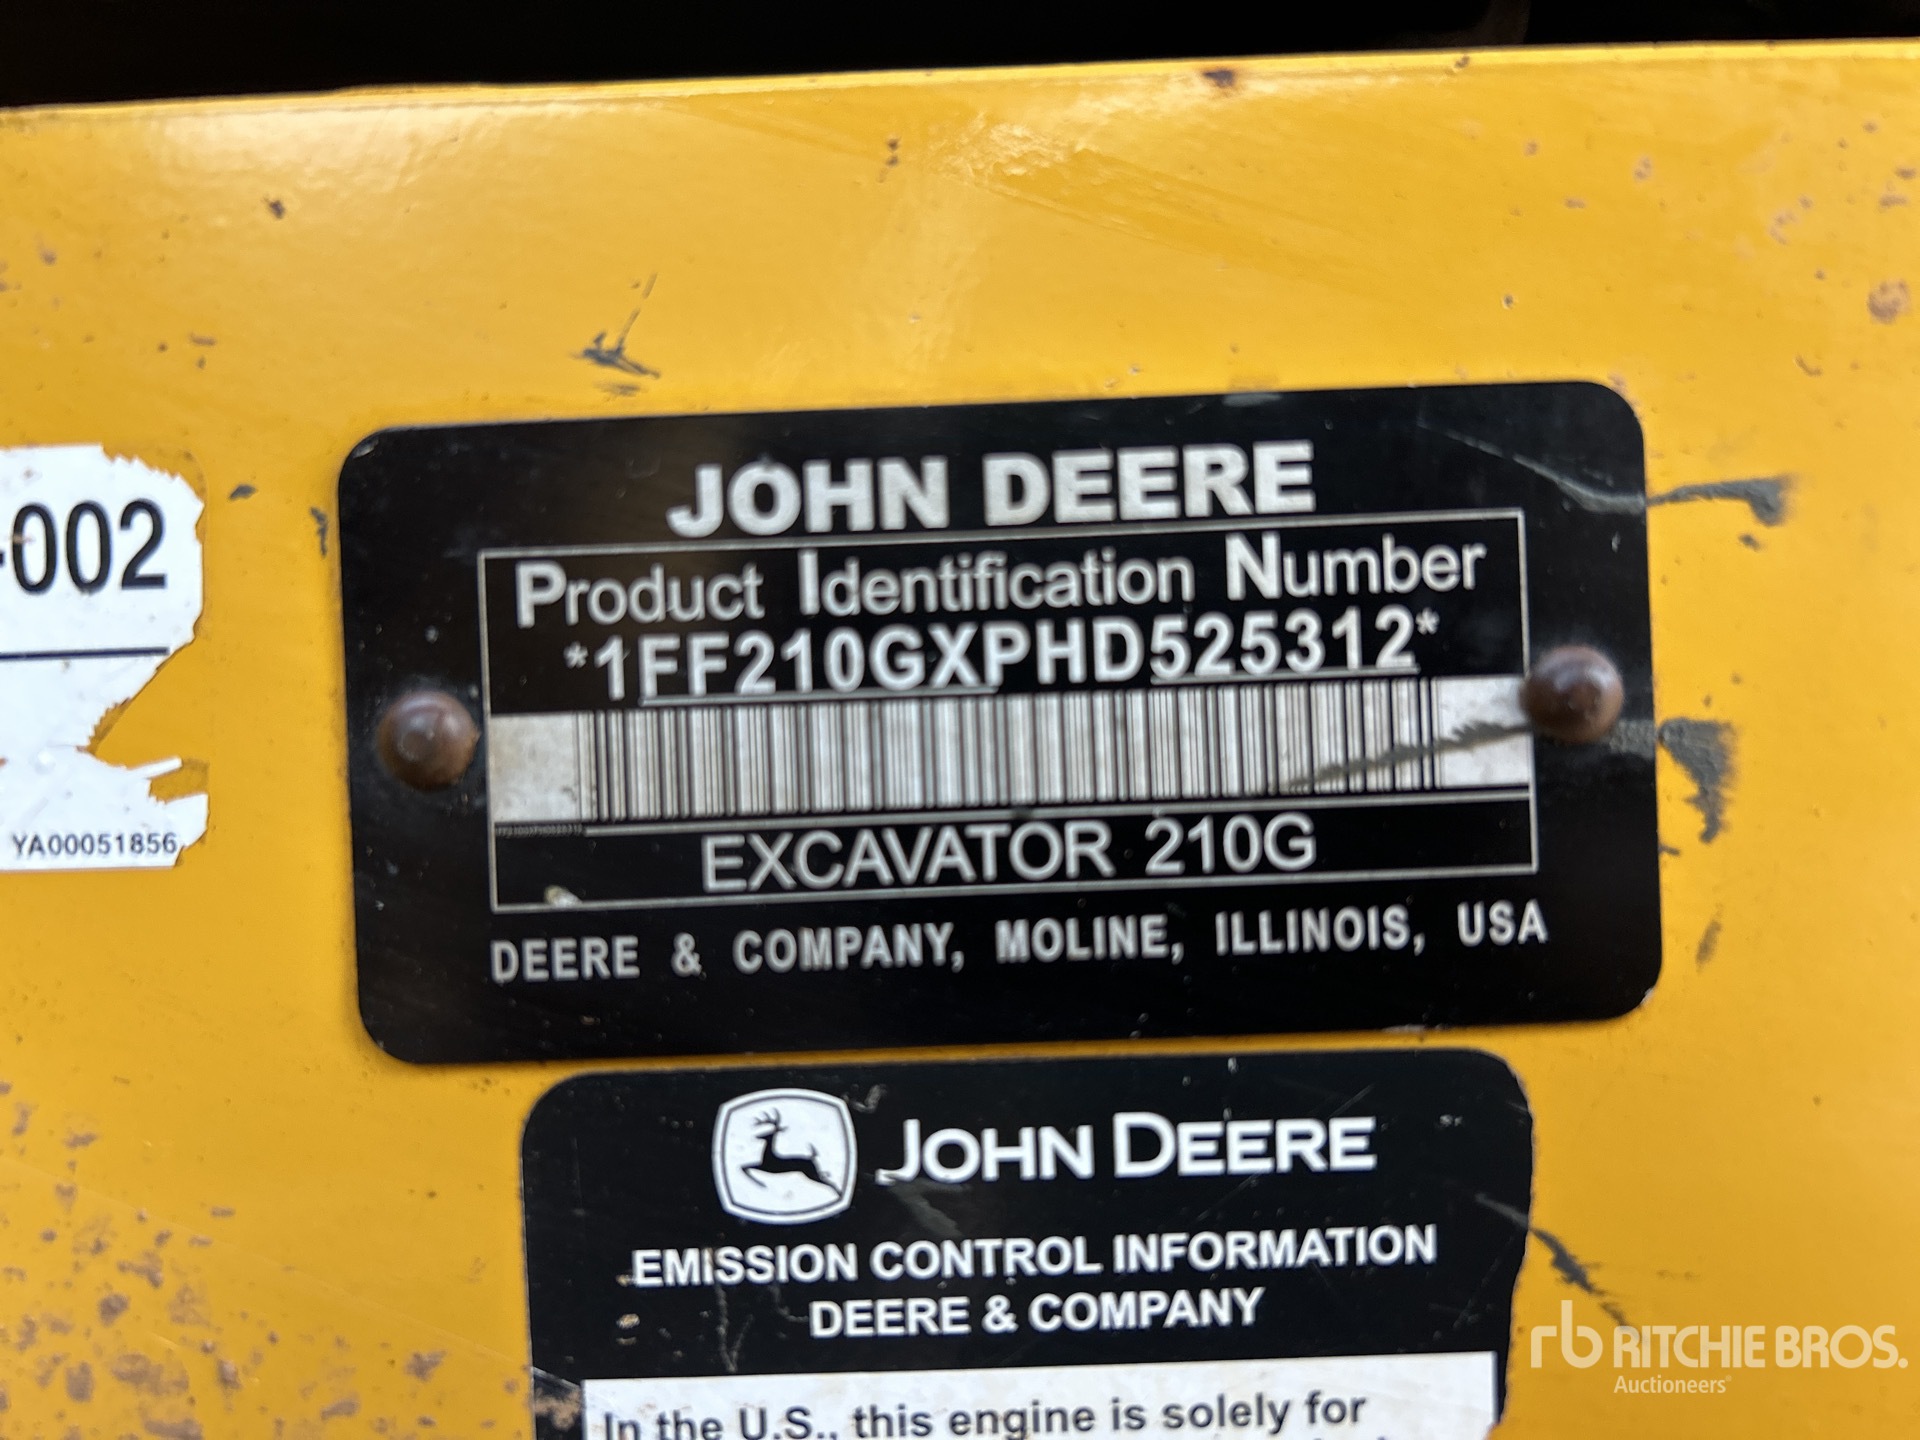 JOHN DEERE
Product Identification Number
*1FF210GXPHD525312*
EXCAVATOR 210G
DEERE & COMPANY, MOLINE, ILLINOIS, USA
-002
YA00051856
JOHN DEERE
EMISSION CONTROL INFORMATION
DEERE & COMPANY
In the U.S., this engine is solely for
rb RITCHIE BROS.
Auctioneers